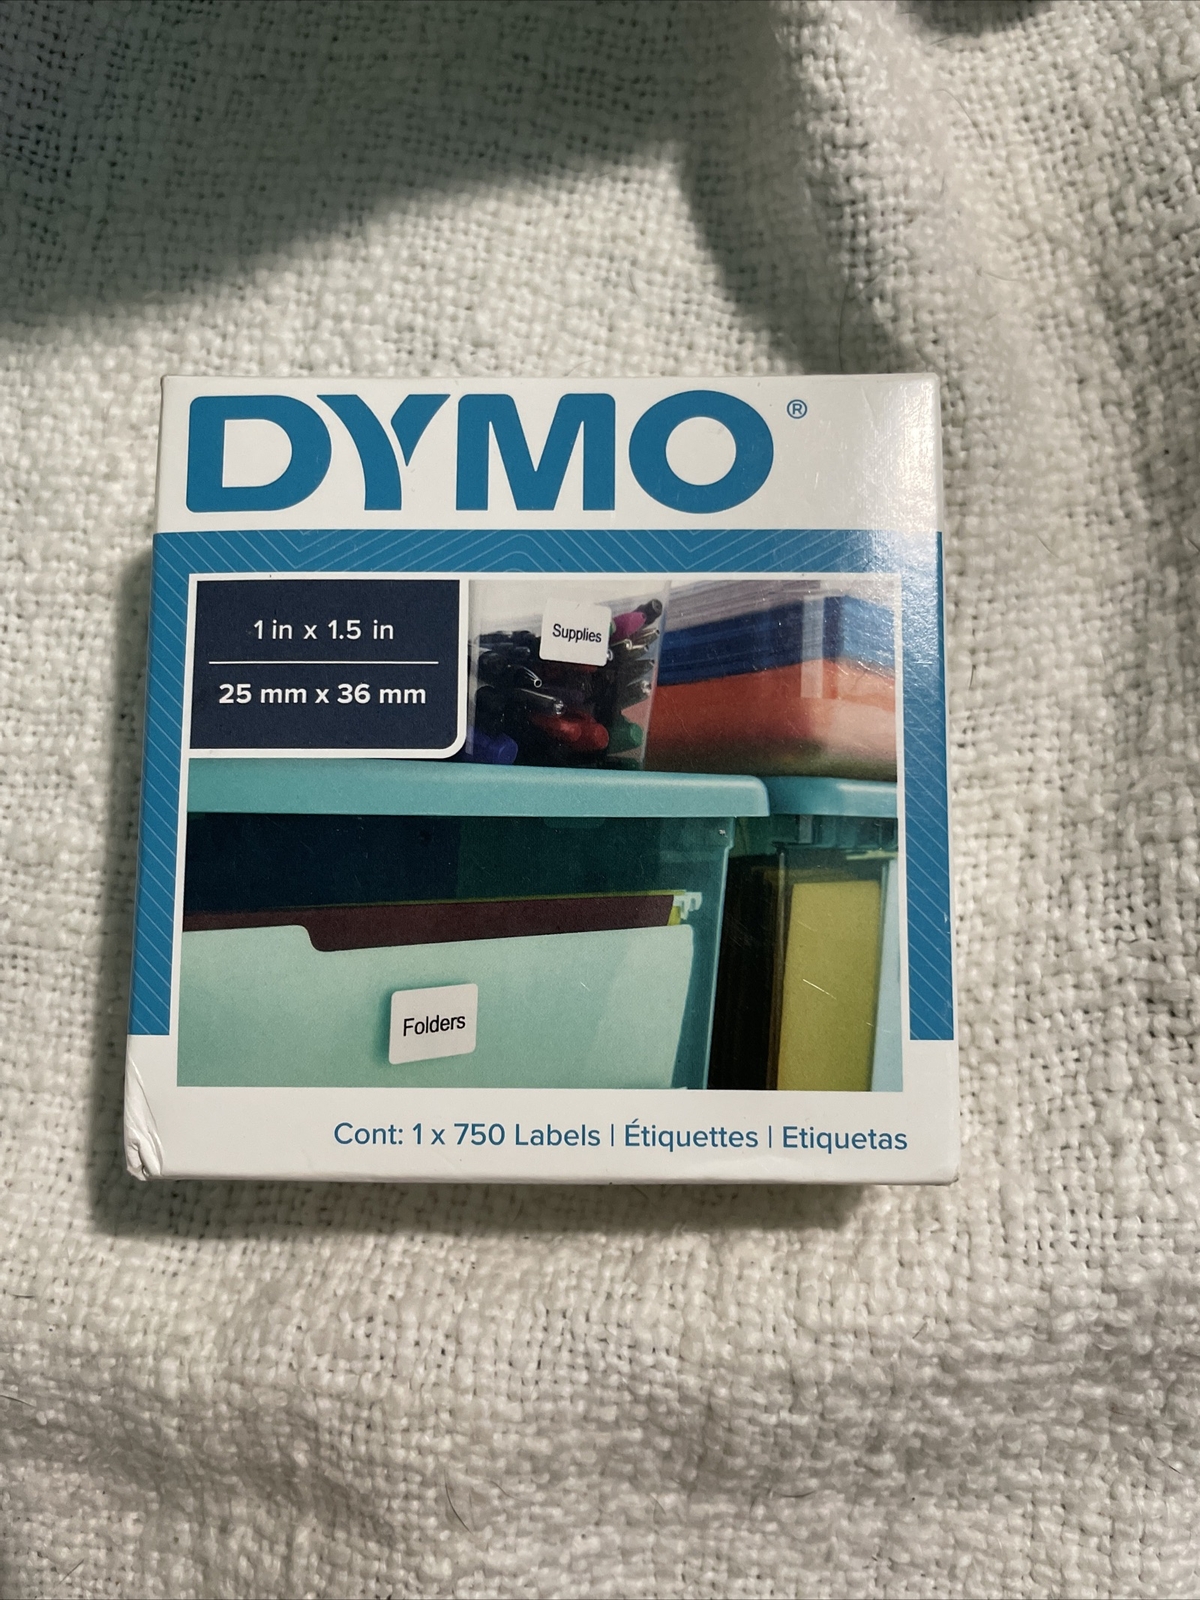 DYMO®
1 in x 1.5 in
25 mm x 36 mm
Supplies
Folders
Cont: 1 x 750 Labels | Étiquettes | Etiquetas